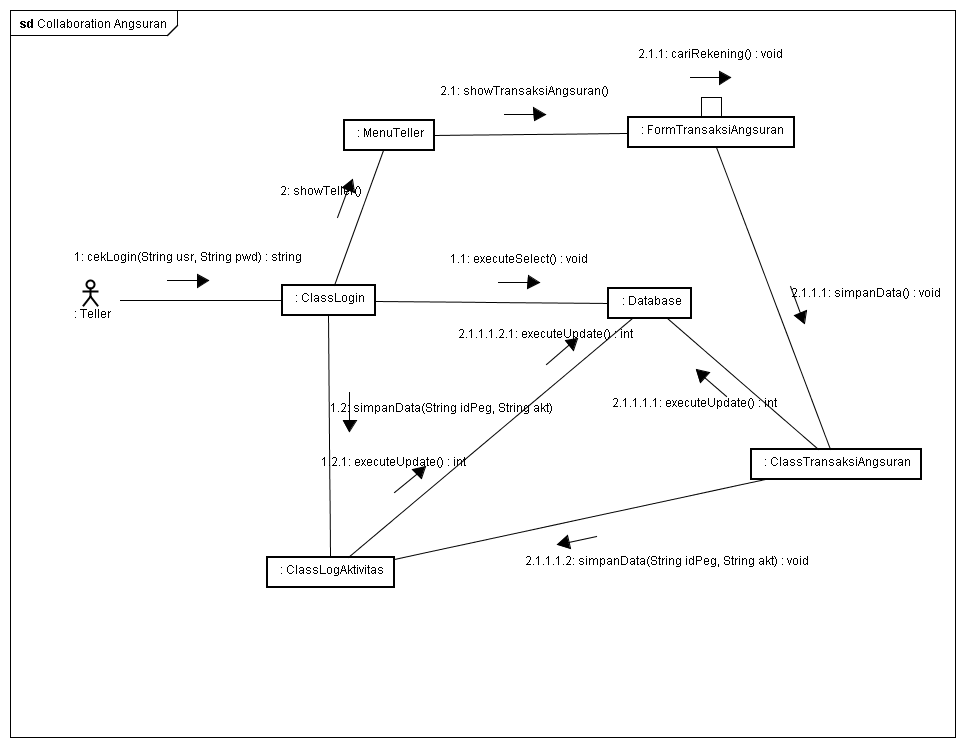 sd Collaboration Angsuran
2.1.1: cariRekening() : void
2.1: showTransaksiAngsuran()
: MenuTeller
: FormTransaksiAngsuran
2: showTeller()
1: cekLogin(String usr, String pwd) : string
1.1: executeSelect() : void
: Teller
: ClassLogin
: Database
2.1.1.1: simpanData() : void
2.1.1.1.2.1: executeUpdate() : int
2.1.1.1.1: executeUpdate() : int
1.2: simpanData(String idPeg, String akt)
1.2.1: executeUpdate() : int
: ClassTransaksiAngsuran
2.1.1.1.2: simpanData(String idPeg, String akt) : void
: ClassLogAktivitas